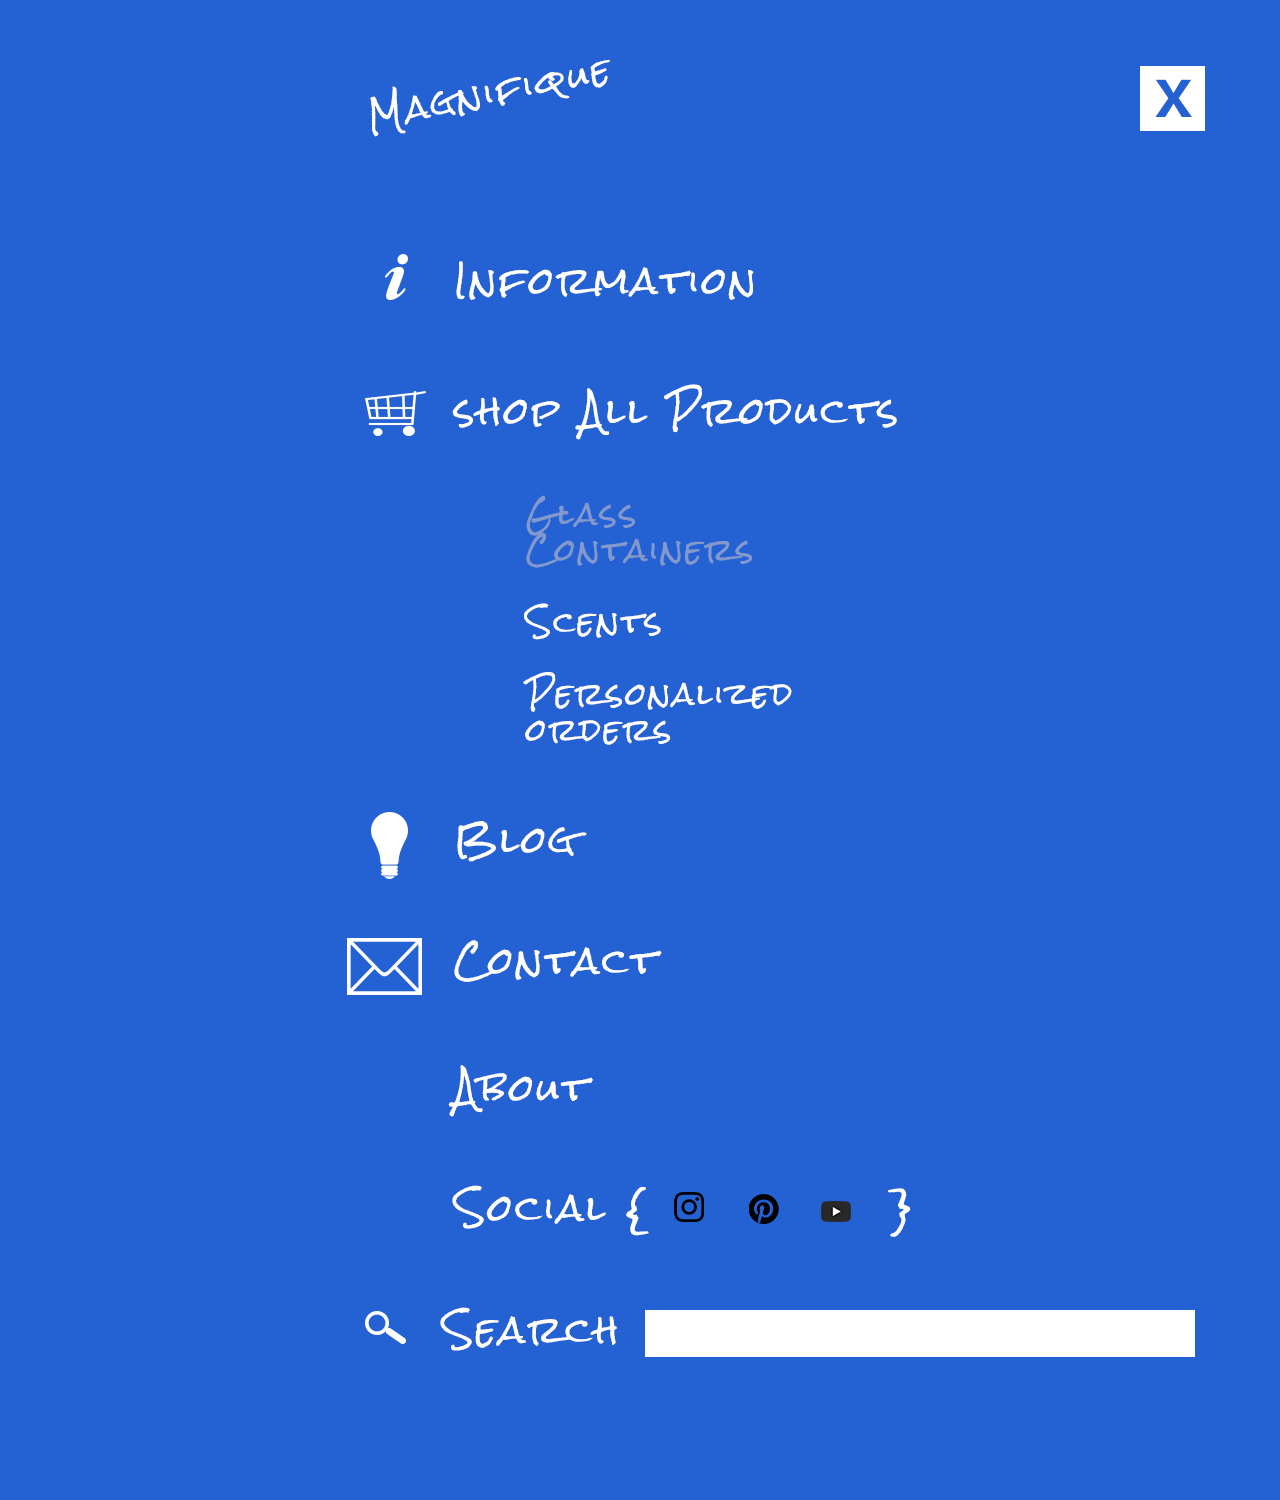 Magnifique
X
i Information
shop All Products
Glass
Containers
Scents
Personalized
orders
Blog
Contact
About
Social { }
Search